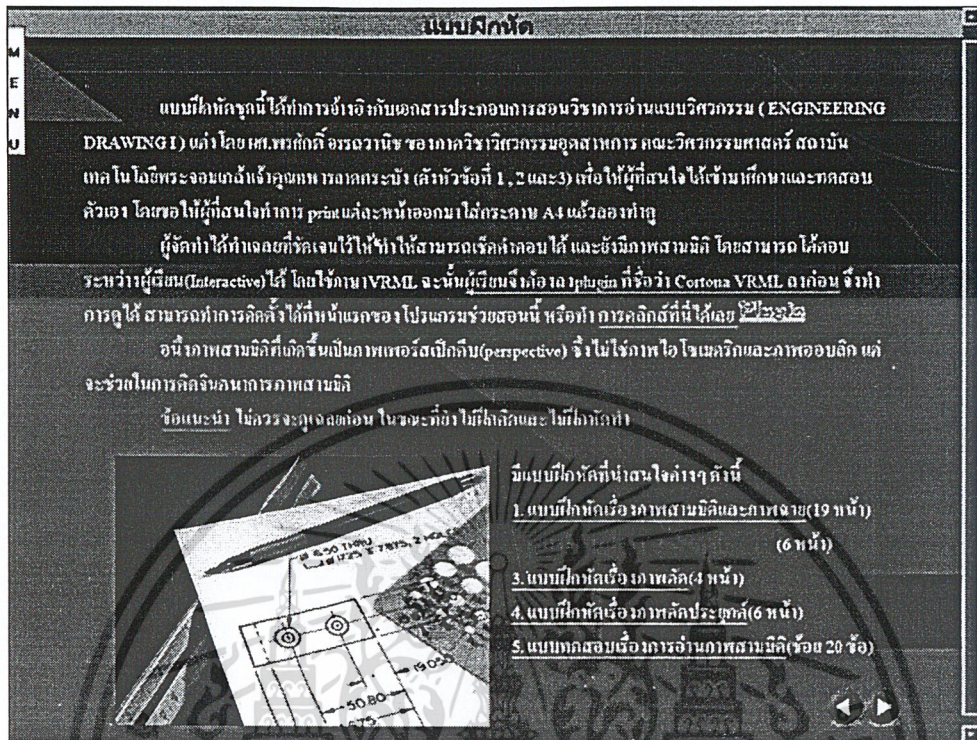 แบบฝึกหัด
MENU
แบบฝึกหัดชุดนี้ได้ทำการอ้างอิงกับเอกสารประกอบการสอนวิชาการอ่านแบบวิศวกรรม ( ENGINEERING
DRAWING I ) แต่งโดย ผศ.พรศักดิ์ อรรถวานิช ของภาควิชาวิศวกรรมอุตสาหการ คณะวิศวกรรมศาสตร์ สถาบัน
เทคโนโลยีพระจอมเกล้าเจ้าคุณทหารลาดกระบัง (ตัวหัวข้อที่ 1 , 2 และ3) เพื่อให้ผู้ที่สนใจได้เข้ามาศึกษาและทดสอบ
ตัวเอง โดยขอให้ผู้ที่สนใจทำการ printแต่ละหน้าออกมาใส่กระดาษ A4 แล้วลองทำดู
ผู้จัดทำได้ทำเฉลยที่ชัดเจนไว้ให้ ทำให้สามารถเช็คคำตอบได้ และยังมีภาพสามมิติ โดยสามารถโต้ตอบ
ระหว่างผู้เรียน(Interactive)ได้ โดยใช้ภาษาVRML ฉะนั้นผู้เรียนจึงต้องลงplugin ที่ชื่อว่า Cortona VRML ลงก่อน จึงทำ
การดูได้ สามารถทำการติดตั้งได้ที่หน้าแรกของโปรแกรมช่วยสอนนี้ หรือทำ การคลิกส์ที่นี่ได้เลย
อนึ่งภาพสามมิติที่เกิดขึ้นเป็นภาพเพอร์สเป็กตีบ(perspective) ซึ่งไม่ใช่ภาพไอโซเมตริกและภาพออบลิก แต่
จะช่วยในการคิดจินตนาการภาพสามมิติ
ข้อแนะนำ ไม่ควรจะดูเฉลยก่อน ในขณะที่ยังไม่ฝึกคิดและไม่ฝึกหัดทำ
มีแบบฝึกหัดที่น่าสนใจต่างๆ ดังนี้
1. แบบฝึกหัดเรื่องภาพสามมิติและภาพฉาย(19 หน้า)
(6 หน้า)
3. แบบฝึกหัดเรื่องภาพตัด(4 หน้า)
4. แบบฝึกหัดเรื่องภาพตัดประยุกต์(6 หน้า)
5. แบบทดสอบเรื่องการอ่านภาพสามมิติ(ช้อย 20 ข้อ)
19.050
50.80